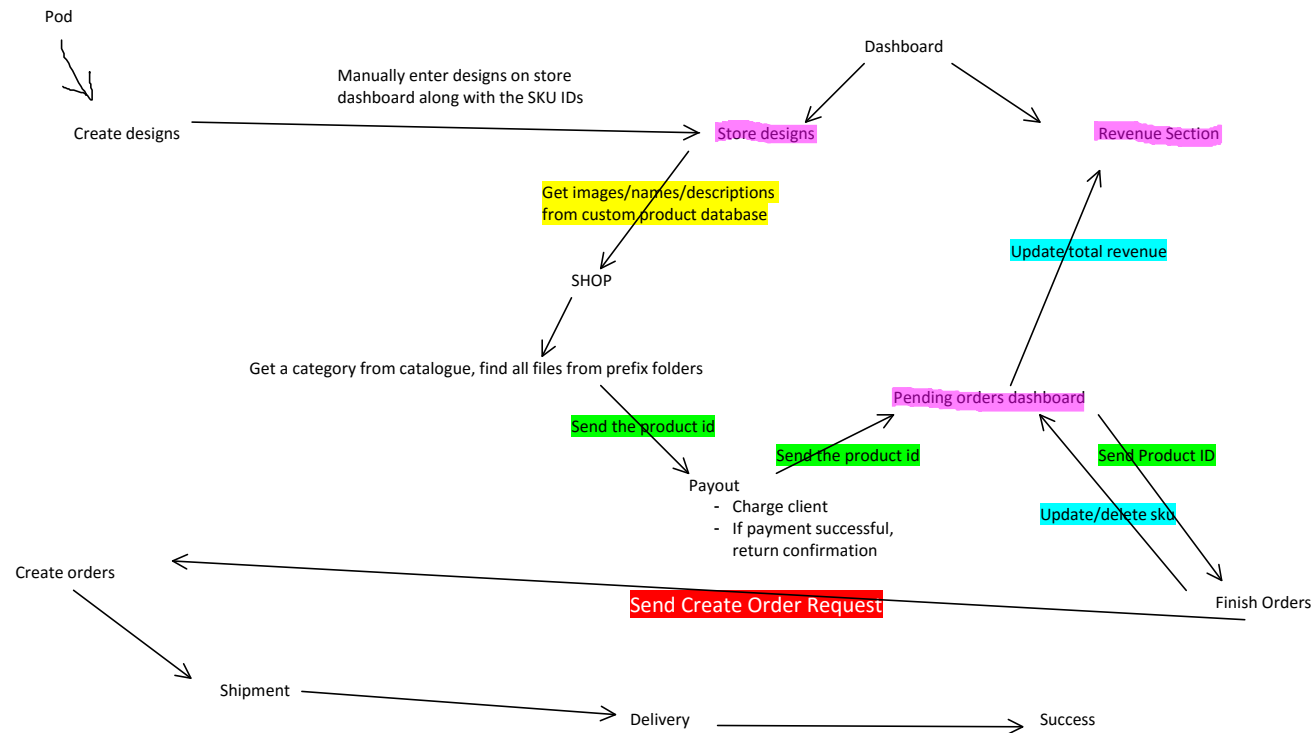 Pod
Dashboard
Manually enter designs on store
dashboard along with the SKU IDs
Create designs
Store designs
Revenue Section
Get images/names/descriptions
from custom product database
Update total revenue
SHOP
Get a category from catalogue, find all files from prefix folders
Pending orders dashboard
Send the product id
Send the product id
Send Product ID
Payout
- Charge client
- If payment successful,
return confirmation
Update/delete sku
Create orders
Send Create Order Request
Finish Orders
Shipment
Delivery
Success